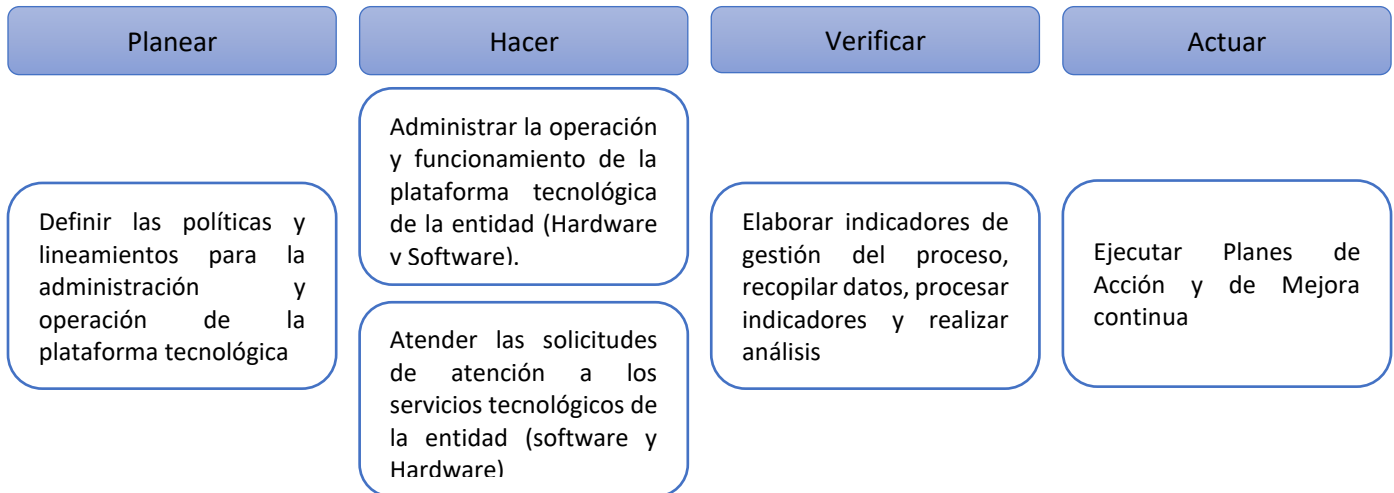 Planear
Hacer
Verificar
Actuar
Definir las políticas y
lineamientos para la
administración y
operación de la
plataforma tecnológica
Administrar la operación
y funcionamiento de la
plataforma tecnológica
de la entidad (Hardware
y Software).
Atender las solicitudes
de atención a los
servicios tecnológicos de
la entidad (software y
Hardware)
Elaborar indicadores de
gestión del proceso,
recopilar datos, procesar
indicadores y realizar
análisis
Ejecutar Planes de
Acción y de Mejora
continua